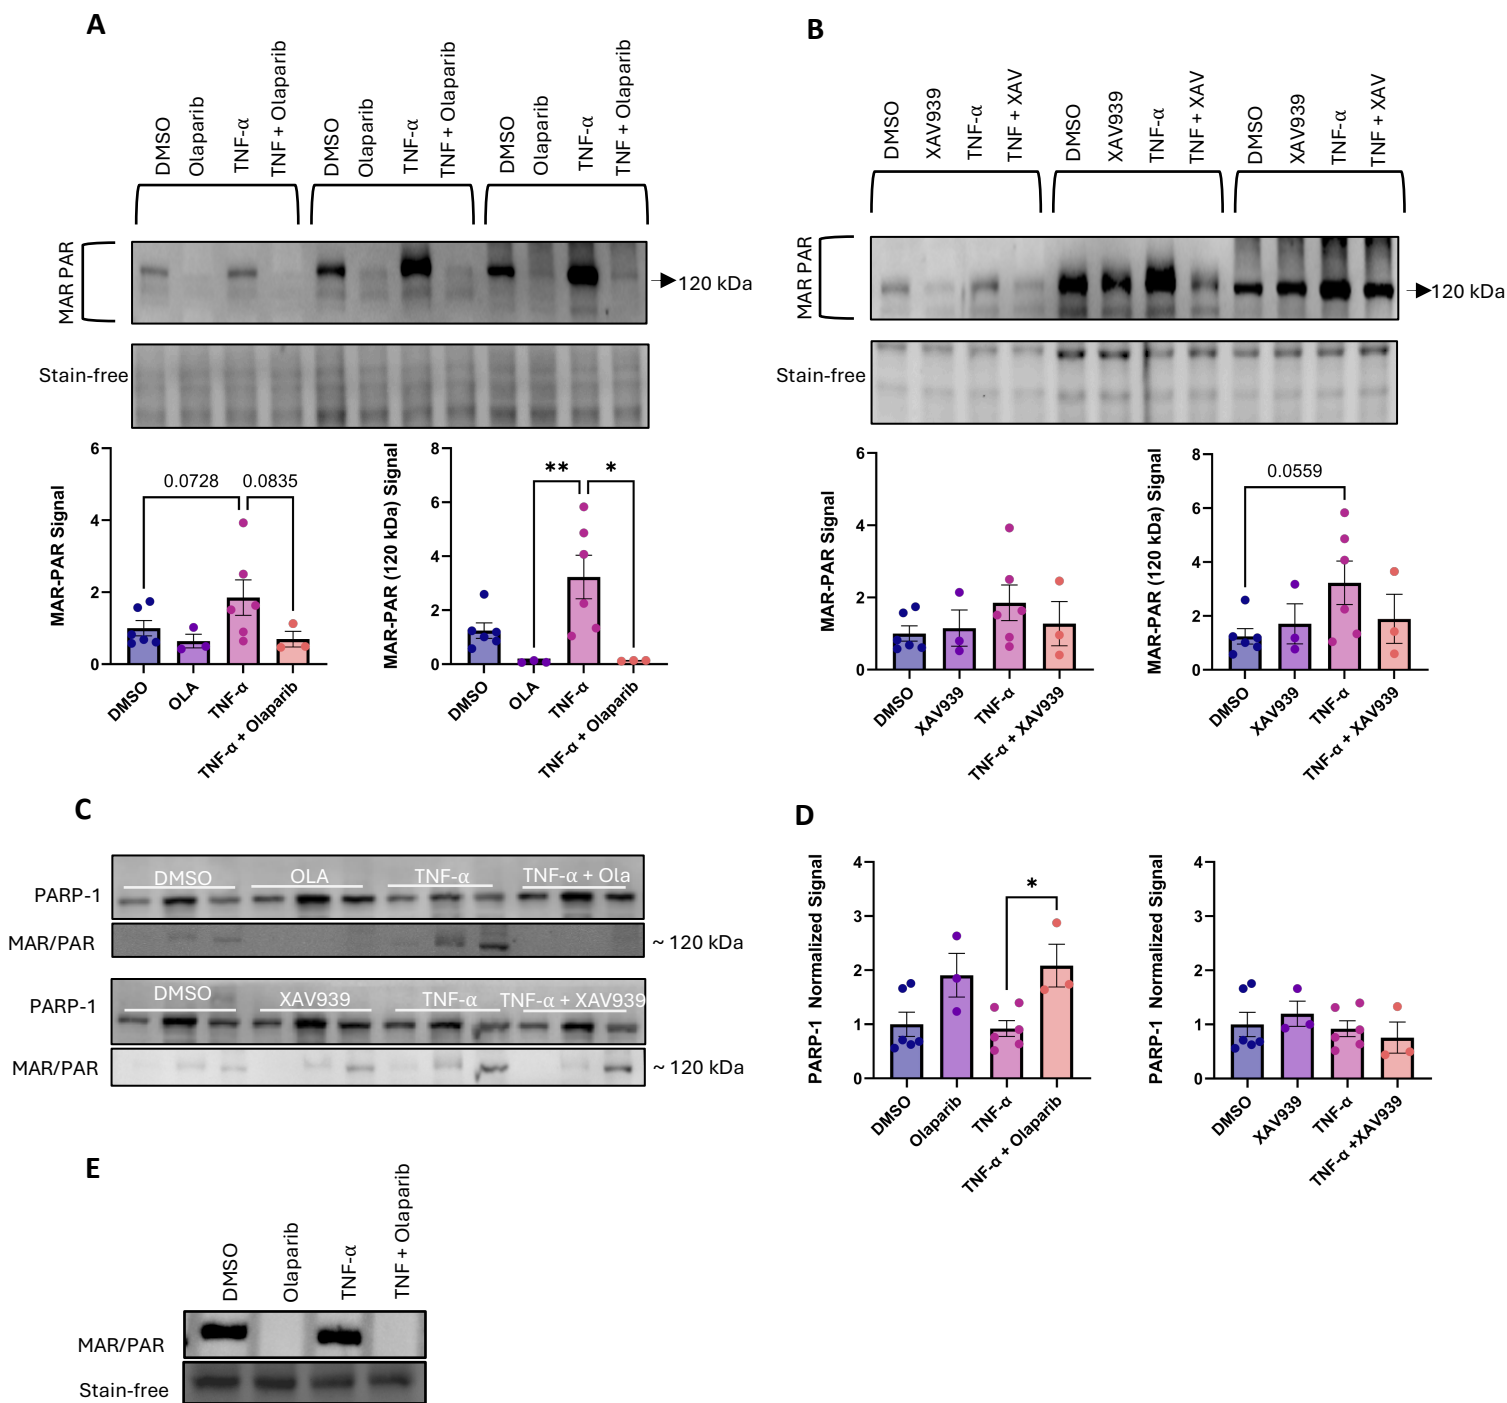 A
DMSO
Olaparib
TNF-α
TNF + Olaparib
DMSO
Olaparib
TNF-α
TNF + Olaparib
DMSO
Olaparib
TNF-α
TNF + Olaparib
MAR PAR
120 kDa
Stain-free
MAR-PAR Signal
6
4
2
0
0.0728
0.0835
DMSO
OLA
TNF-α
TNF-α + Olaparib
MAR-PAR (120 kDa) Signal
8
6
4
2
0
**
*
DMSO
OLA
TNF-α
TNF-α + Olaparib
B
DMSO
XAV939
TNF-α
TNF + XAV
DMSO
XAV939
TNF-α
TNF + XAV
DMSO
XAV939
TNF-α
TNF + XAV
MAR PAR
120 kDa
Stain-free
MAR-PAR Signal
6
4
2
0
DMSO
XAV939
TNF-α
TNF-α + XAV939
MAR-PAR (120 kDa) Signal
8
6
4
2
0
0.0559
DMSO
XAV939
TNF-α
TNF-α + XAV939
C
DMSO
OLA
TNF-α
TNF-α + Ola
PARP-1
MAR/PAR
~ 120 kDa
DMSO
XAV939
TNF-α
TNF-α + XAV939
PARP-1
MAR/PAR
~ 120 kDa
D
PARP-1 Normalized Signal
4
3
2
1
0
*
DMSO
Olaparib
TNF-α
TNF-α + Olaparib
PARP-1 Normalized Signal
4
3
2
1
0
DMSO
XAV939
TNF-α
TNF-α +XAV939
E
DMSO
Olaparib
TNF-α
TNF + Olaparib
MAR/PAR
Stain-free